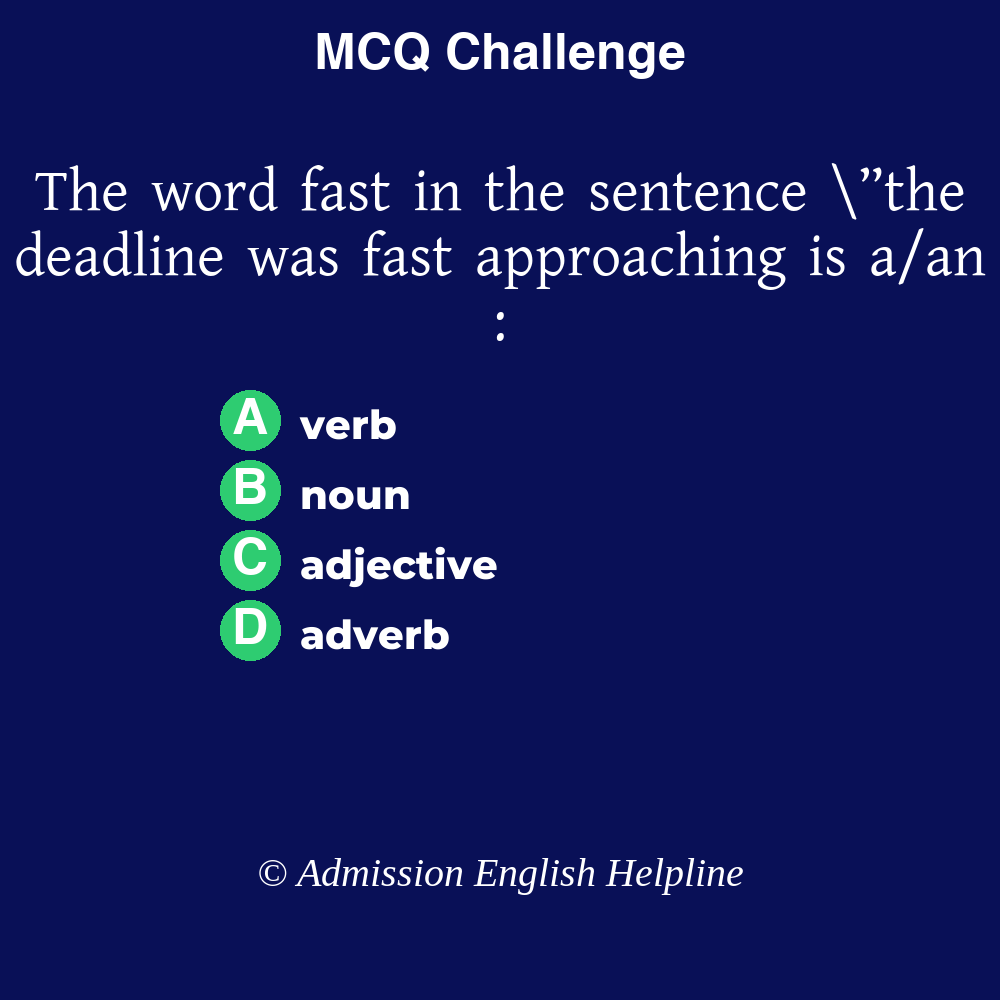 MCQ Challenge
The word fast in the sentence \”the
deadline was fast approaching is a/an
:
A verb
B noun
C adjective
D adverb
© Admission English Helpline